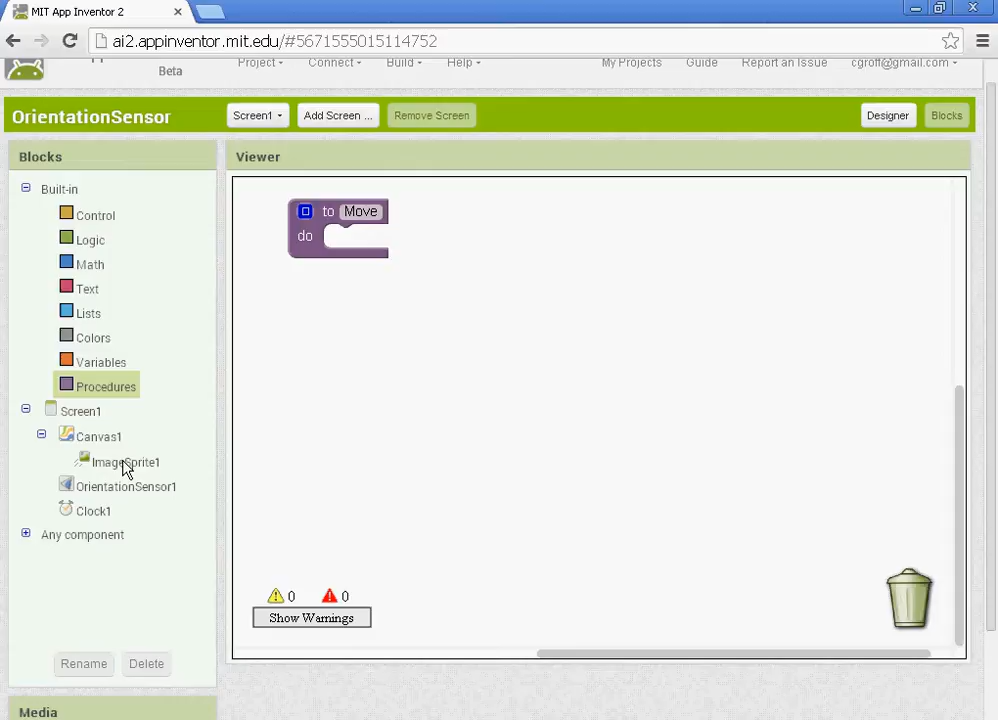 MIT App Inventor 2
ai2.appinventor.mit.edu/#5671555015114752
Beta
Project Connect Build Help My Projects Guide Report an Issue cgroff@gmail.com
OrientationSensor Screen1 Add Screen ... Remove Screen Designer Blocks
Blocks
Viewer
Built-in
Control
Logic
Math
Text
Lists
Colors
Variables
Procedures
Screen1
Canvas1
ImageSprite1
OrientationSensor1
Clock1
Any component
to Move
do
0 0
Show Warnings
Rename Delete
Media